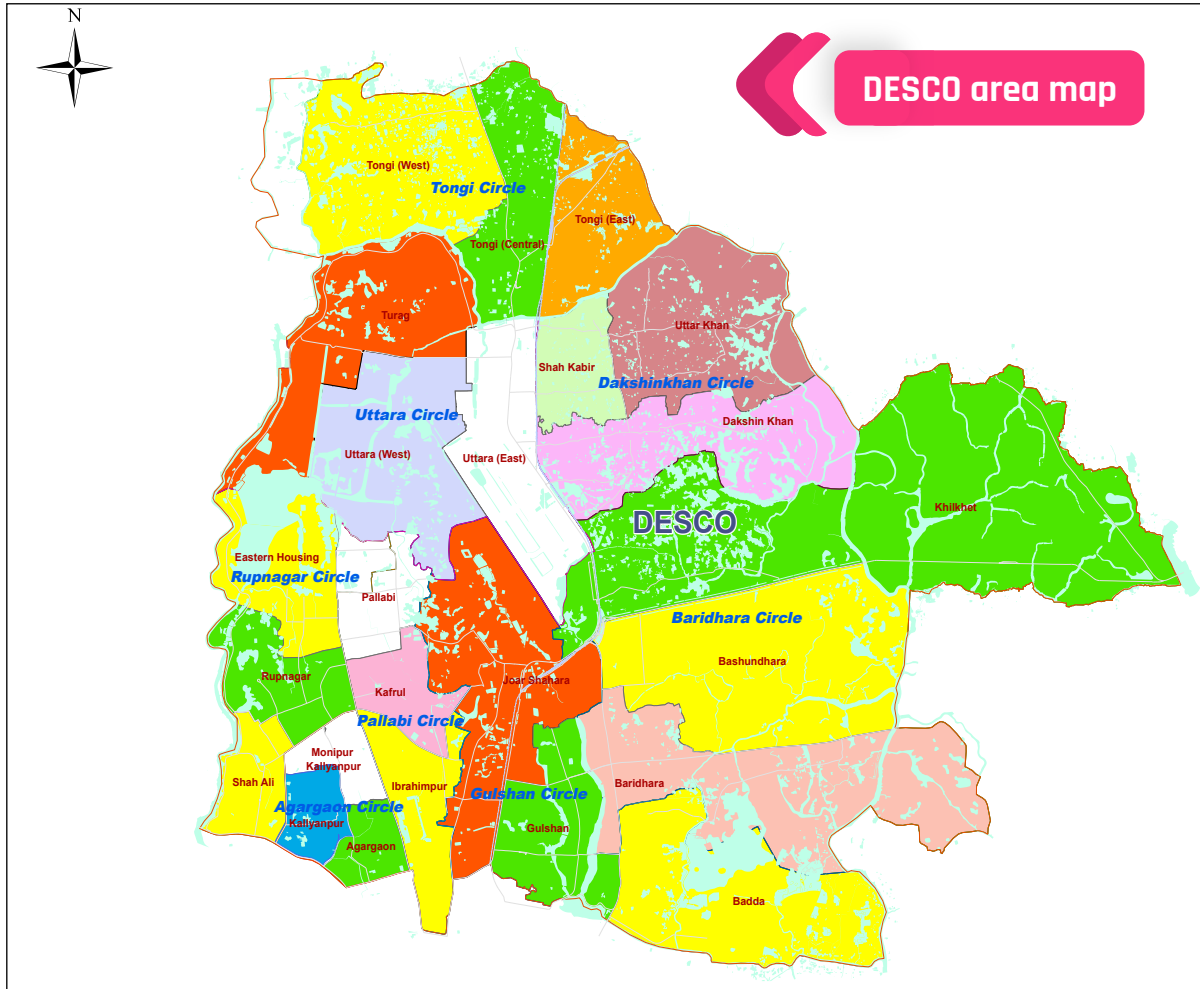 N
DESCO area map
Tongi (West)
Tongi Circle
Tongi (East)
Tongi (Central)
Turag
Uttar Khan
Shah Kabir
Dakshinkhan Circle
Uttara Circle
Dakshin Khan
Uttara (West)
Uttara (East)
Khilkhet
DESCO
Eastern Housing
Rupnagar Circle
Pallabi
Baridhara Circle
Bashundhara
Rupnagar
Joar Shahara
Kafrul
Pallabi Circle
Monipur
Kallyanpur
Shah Ali
Ibrahimpur
Baridhara
Gulshan Circle
Agargaon Circle
Kallyanpur
Gulshan
Agargaon
Badda